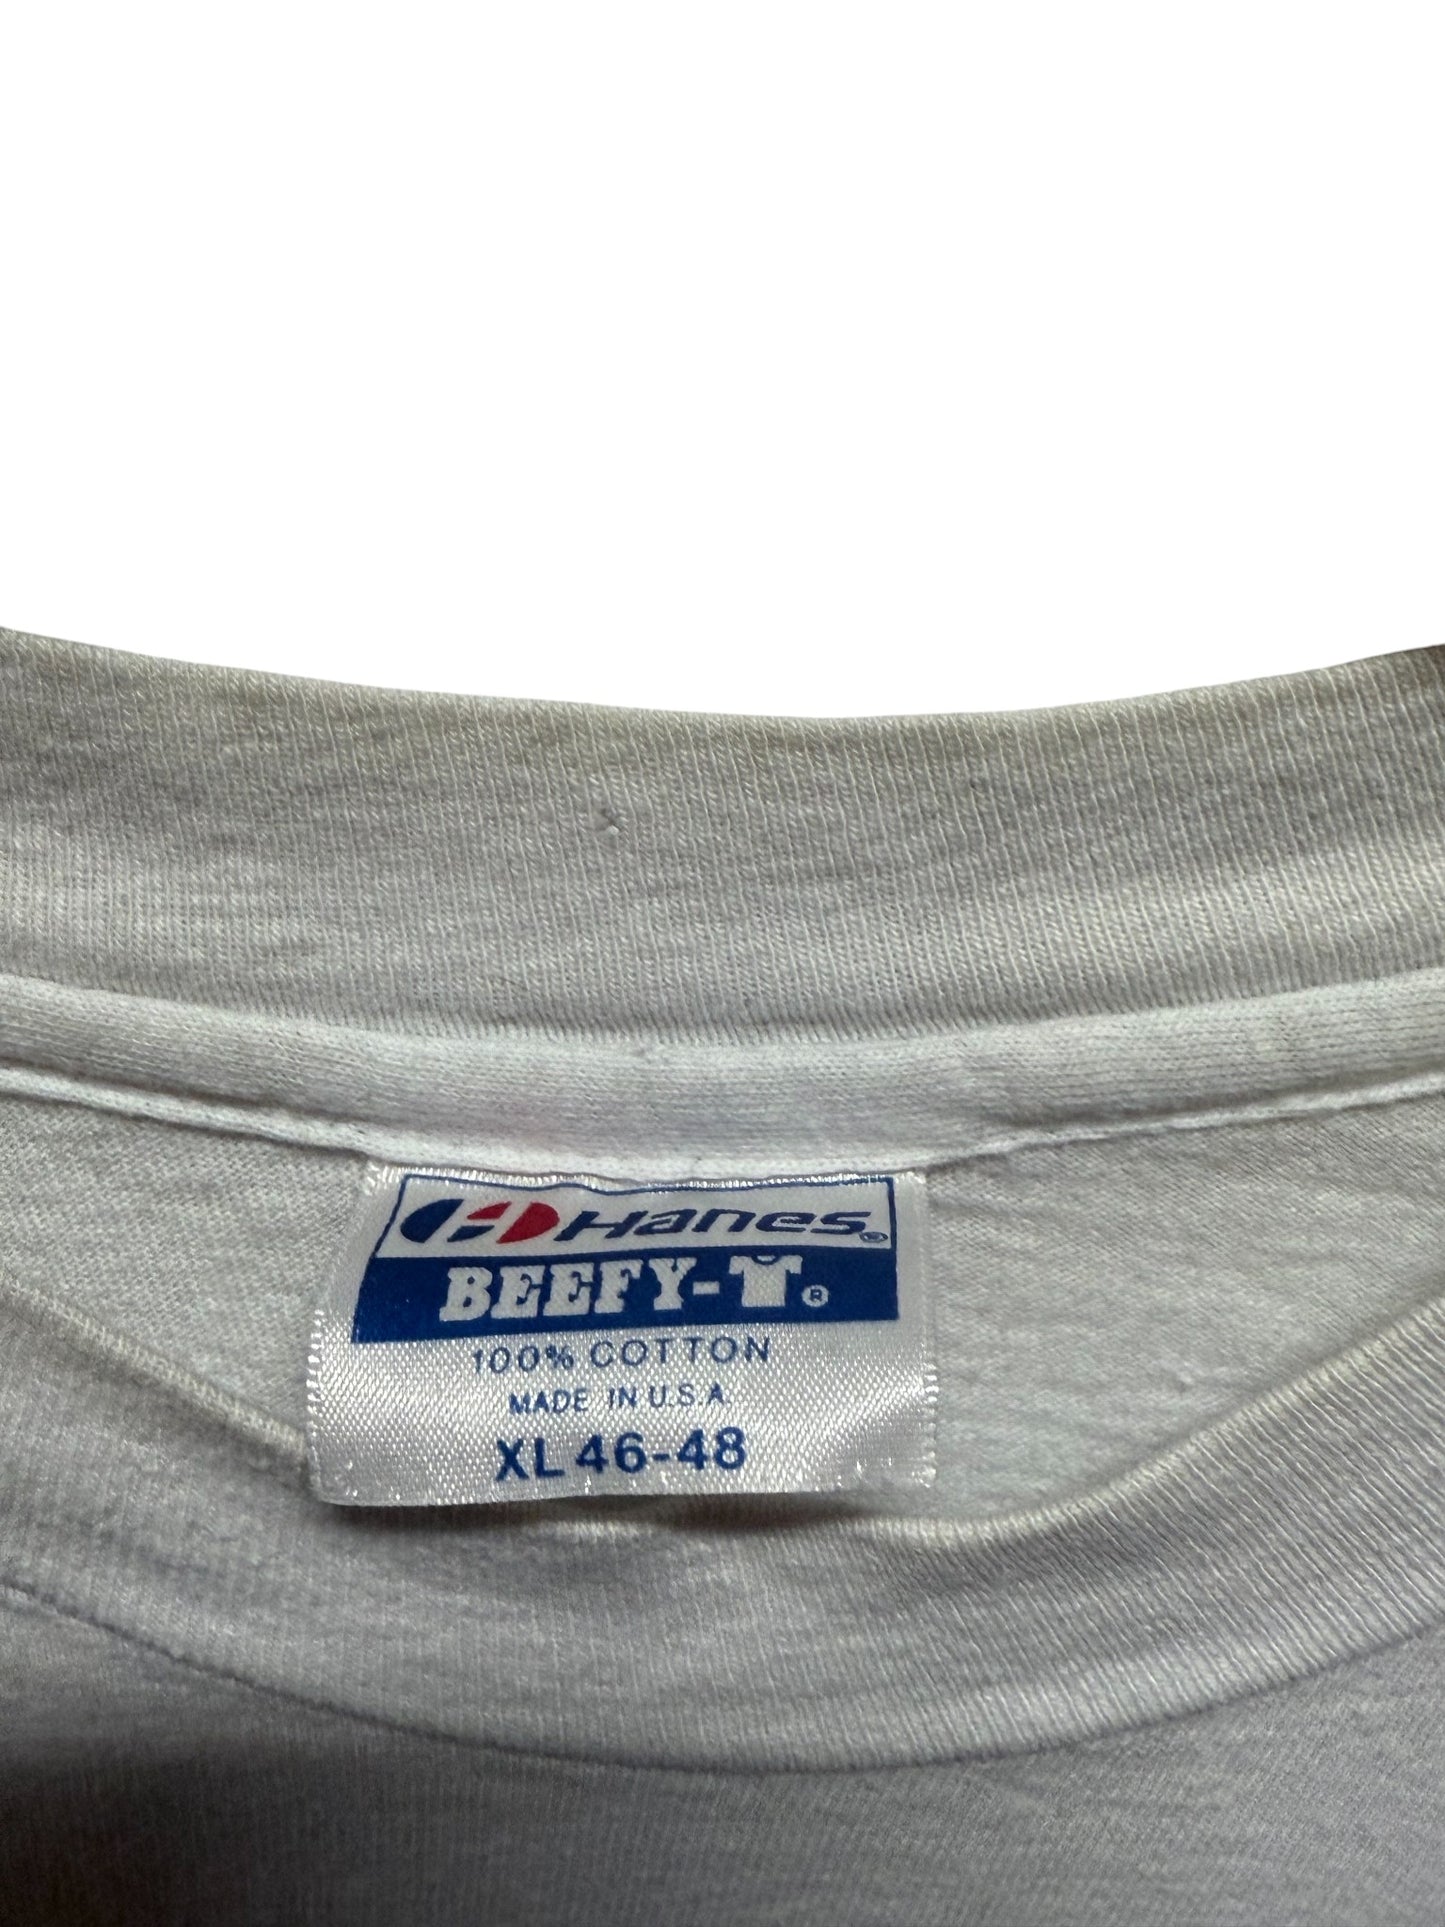 Hanes®
BEEFY-T®
100% COTTON
MADE IN U.S.A.
XL 46-48